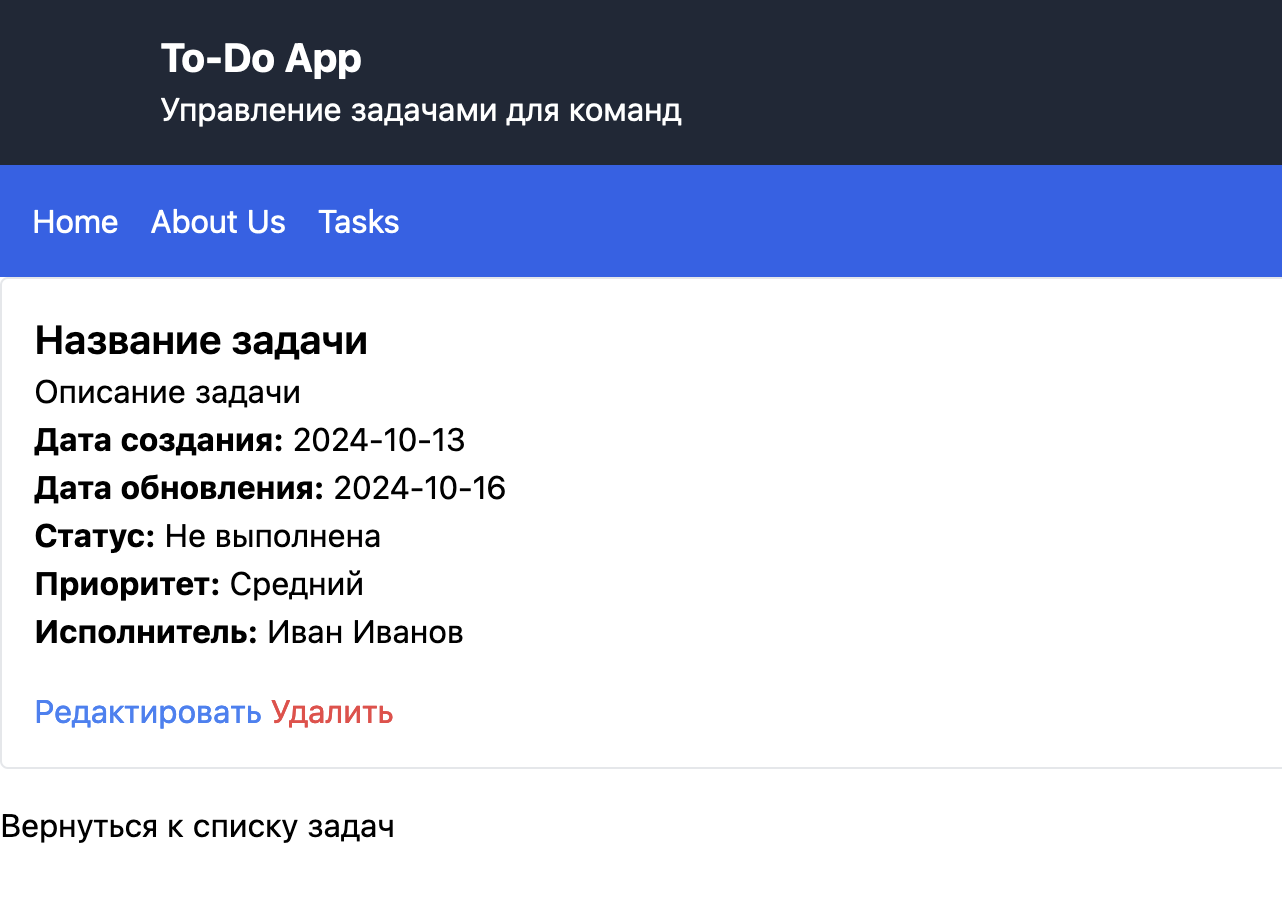 To-Do App
Управление задачами для команд
Home About Us Tasks
Название задачи
Описание задачи
Дата создания: 2024-10-13
Дата обновления: 2024-10-16
Статус: Не выполнена
Приоритет: Средний
Исполнитель: Иван Иванов
Редактировать Удалить
Вернуться к списку задач